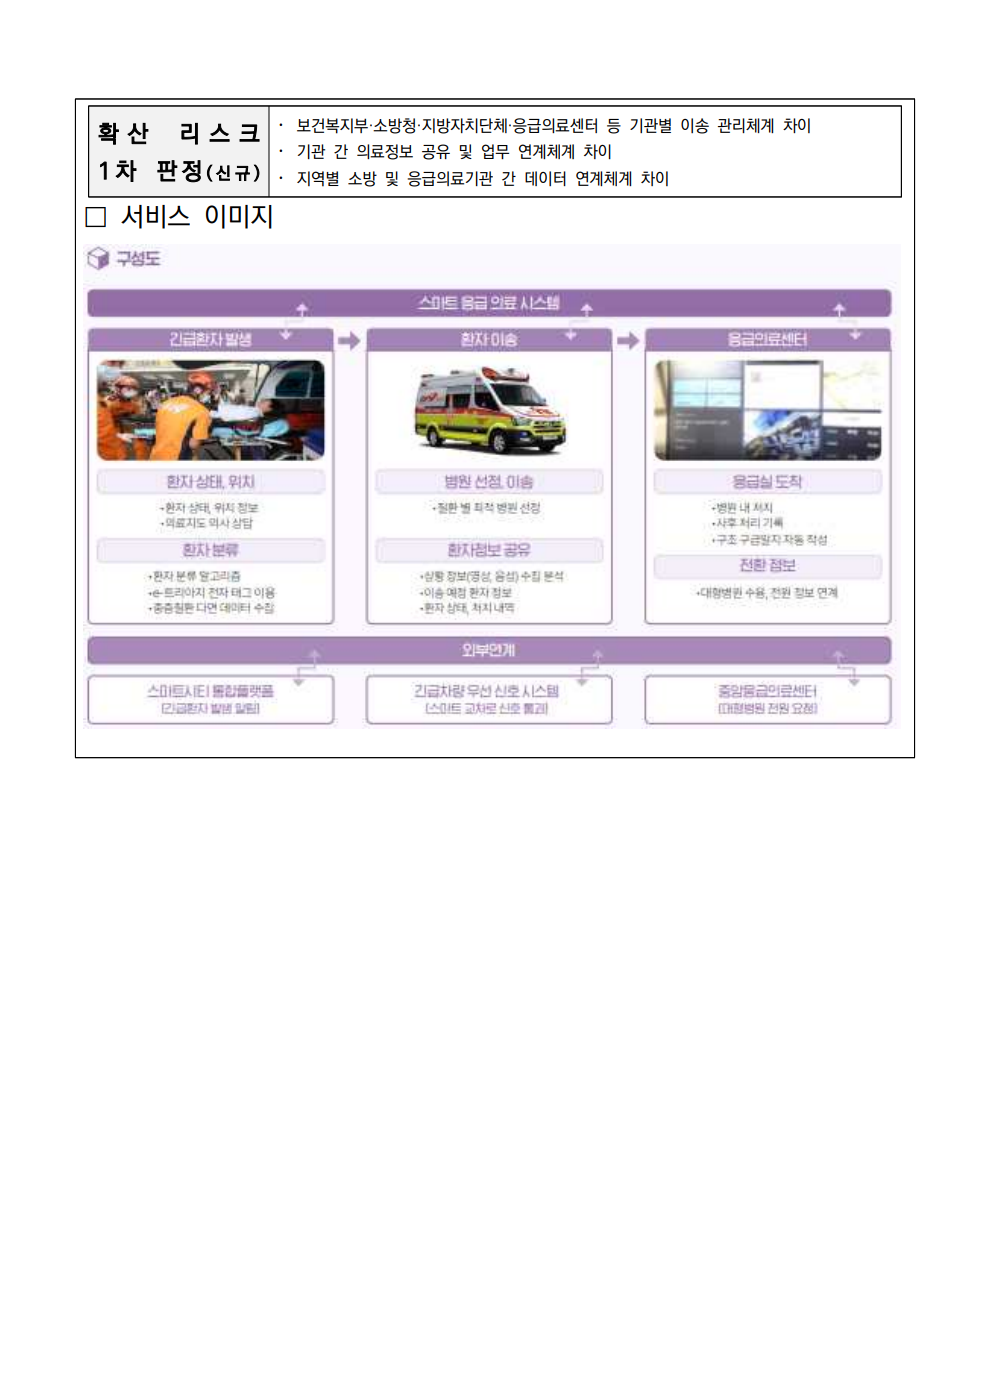 확산 리스크
1차 판정(신규)
· 보건복지부·소방청·지방자치단체·응급의료센터 등 기관별 이송 관리체계 차이
· 기관 간 의료정보 공유 및 업무 연계체계 차이
· 지역별 소방 및 응급의료기관 간 데이터 연계체계 차이
□ 서비스 이미지
구성도
스마트 응급 의료 시스템
긴급환자 발생
환자 이송
응급의료센터
환자 상태, 위치
•환자 상태, 위치 정보
•의료지도 의사 상담
환자 분류
•환자 분류 알고리즘
•e-트리아지 전자 태그 이용
•중증질환 다면 데이터 수집
병원 선정, 이송
•질환 별 최적 병원 선정
환자정보 공유
•상황 정보(영상, 음성) 수집 분석
•이송 예정 환자 정보
•환자 상태, 처치 내역
응급실 도착
•병원 내 처치
•사후 처리 기록
•구조 구급일지 자동 작성
전환 정보
•대형병원 수용, 전원 정보 연계
외부연계
스마트시티 통합플랫폼
(긴급환자 발생 알림)
긴급차량 우선 신호 시스템
(스마트 교차로 신호 통과)
중앙응급의료센터
(대형병원 전원 요청)